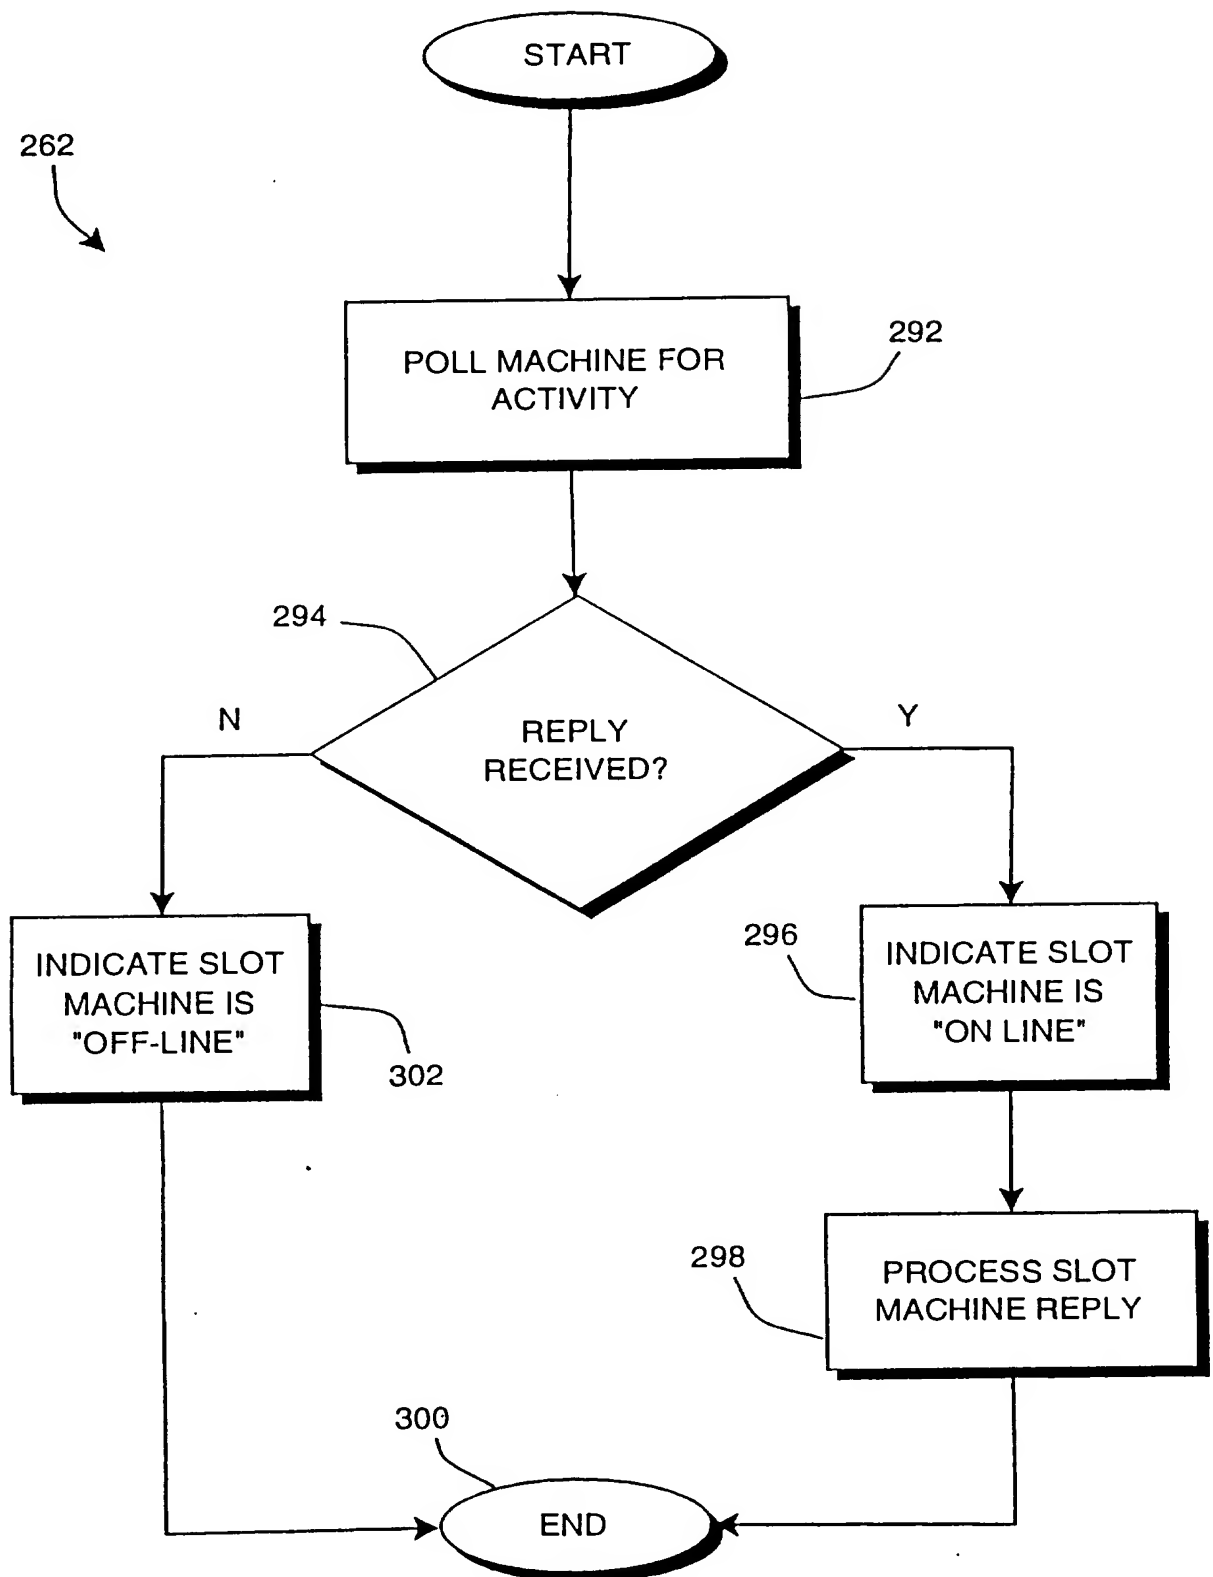 START
262
POLL MACHINE FOR
ACTIVITY
292
294
N
REPLY
RECEIVED?
Y
INDICATE SLOT
MACHINE IS
"OFF-LINE"
302
296
INDICATE SLOT
MACHINE IS
"ON LINE"
298
PROCESS SLOT
MACHINE REPLY
300
END